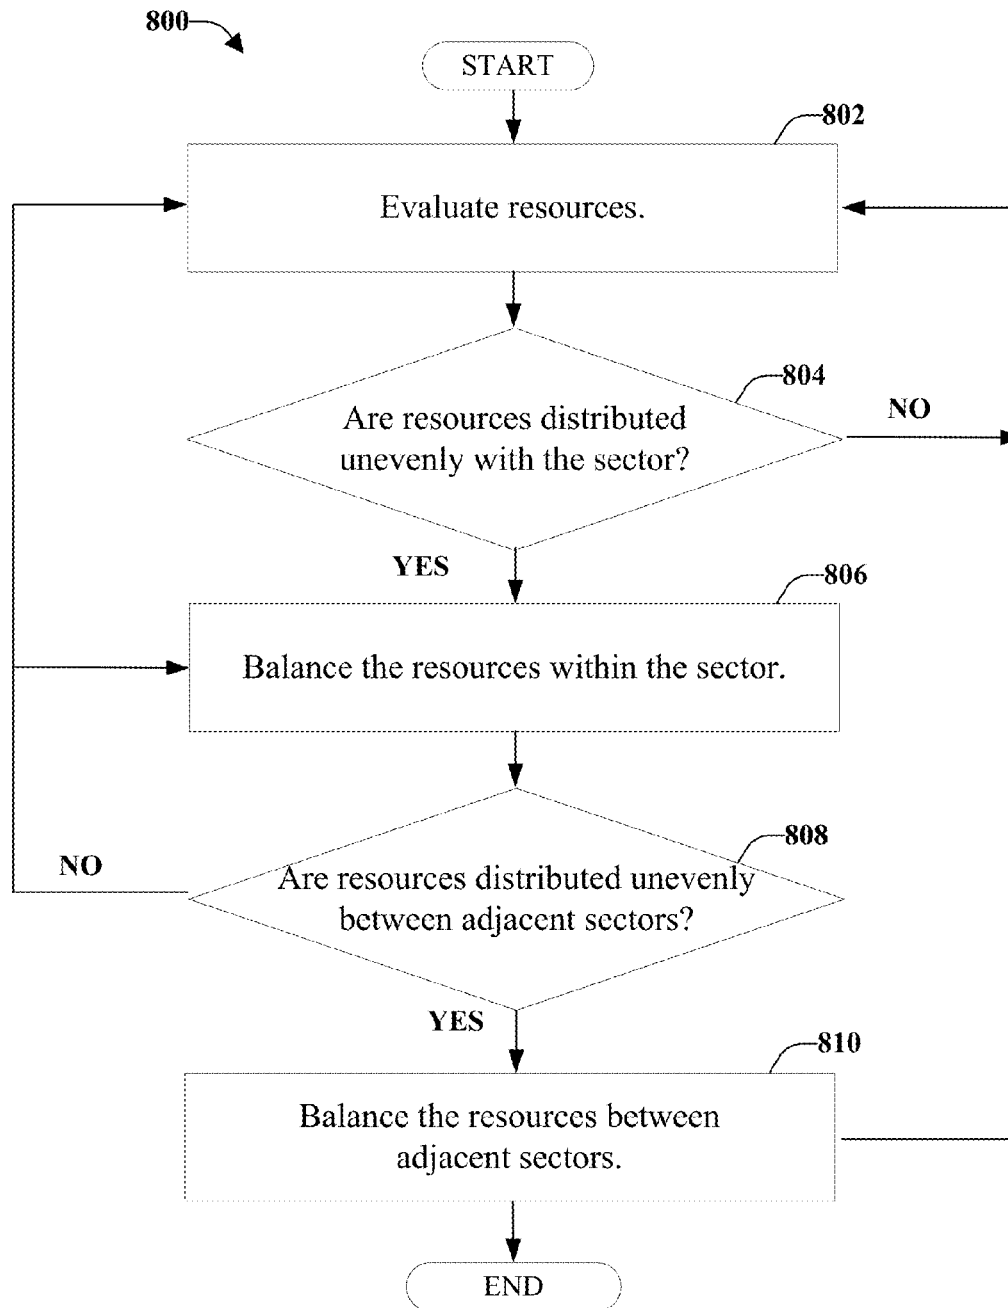 800
START
802
Evaluate resources.
804
Are resources distributed
unevenly with the sector?
NO
YES
806
Balance the resources within the sector.
808
NO
Are resources distributed unevenly
between adjacent sectors?
YES
810
Balance the resources between
adjacent sectors.
END